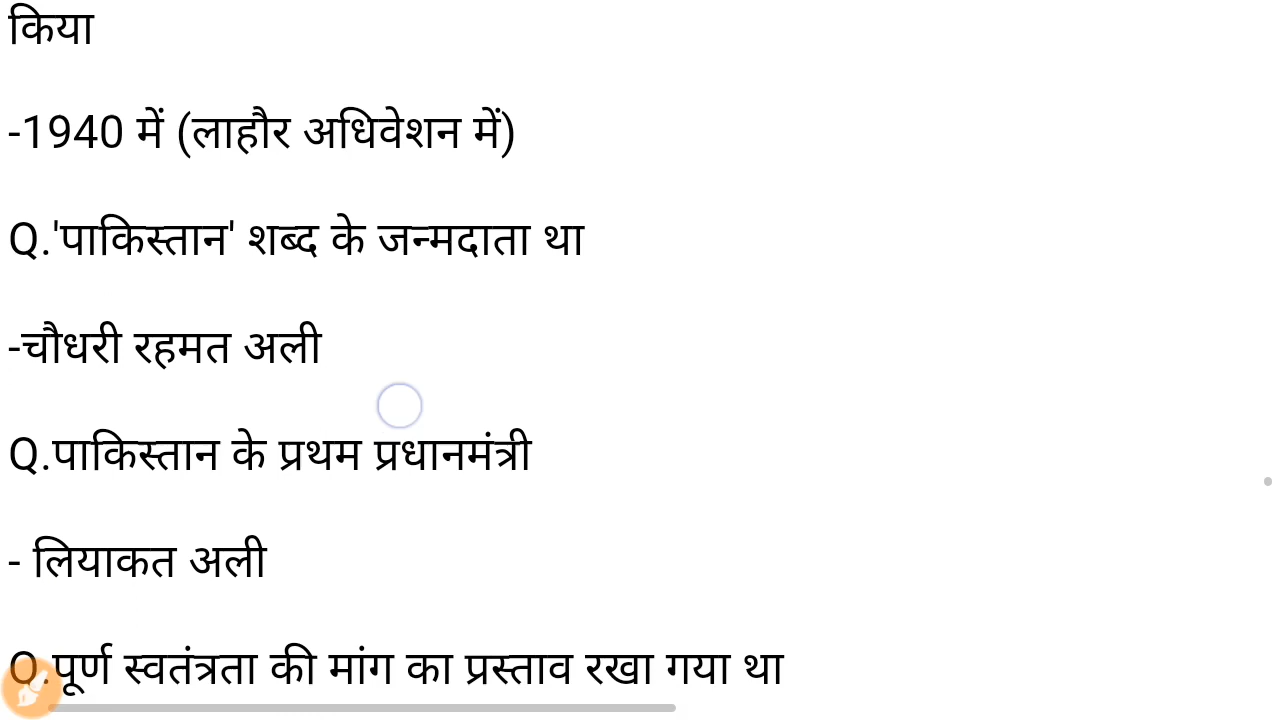 किया
-1940 में (लाहौर अधिवेशन में)
Q.'पाकिस्तान' शब्द के जन्मदाता था
-चौधरी रहमत अली
Q.पाकिस्तान के प्रथम प्रधानमंत्री
- लियाकत अली
Q.पूर्ण स्वतंत्रता की मांग का प्रस्ताव रखा गया था